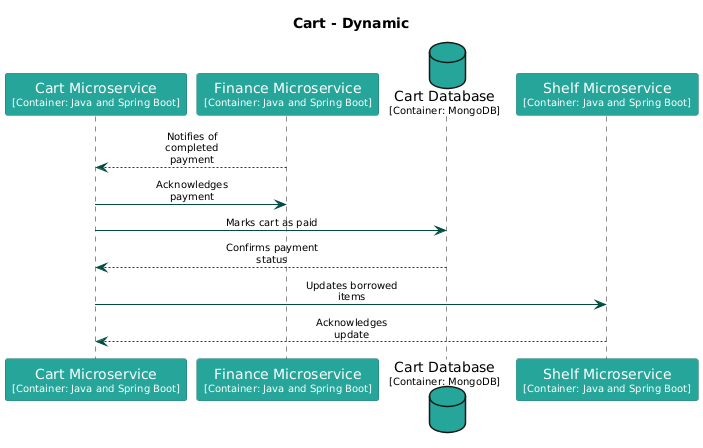 Cart - Dynamic
Cart Microservice
[Container: Java and Spring Boot]
Finance Microservice
[Container: Java and Spring Boot]
Cart Database
[Container: MongoDB]
Shelf Microservice
[Container: Java and Spring Boot]
Notifies of
completed
payment
Acknowledges
payment
Marks cart as paid
Confirms payment
status
Updates borrowed
items
Acknowledges
update
Cart Microservice
[Container: Java and Spring Boot]
Finance Microservice
[Container: Java and Spring Boot]
Cart Database
[Container: MongoDB]
Shelf Microservice
[Container: Java and Spring Boot]